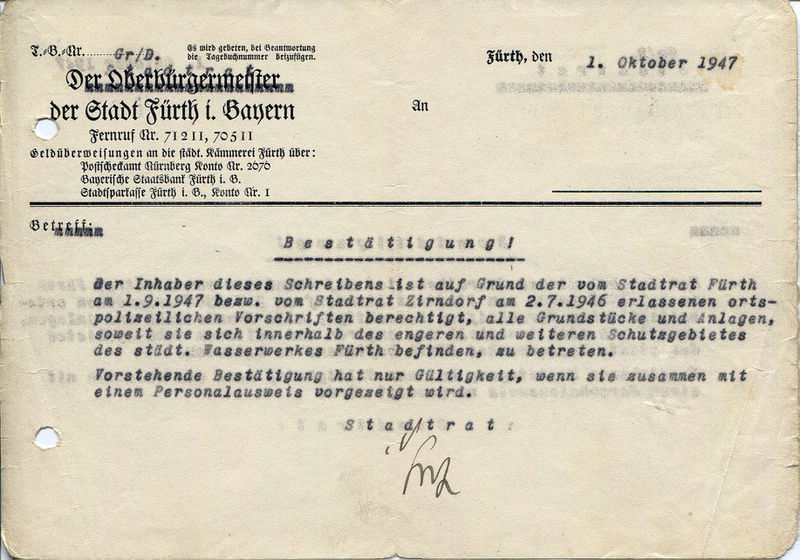 T.-B.-Nr. Gr/D.
Es wird gebeten, bei Beantwortung
die Tagebuchnummer beizufügen.
Fürth, den 1. Oktober 1947
Stadtrat
Der Oberbürgermeister
der Stadt Fürth i. Bayern
An
Fernruf Nr. 71211, 70511
Geldüberweisungen an die städt. Kämmerei Fürth über:
Postscheckamt Nürnberg Konto Nr. 2676
Bayerische Staatsbank Fürth i. B.
Stadtsparkasse Fürth i. B., Konto Nr. 1
Betreff:
Bestätigung!
Der Inhaber dieses Schreibens ist auf Grund der vom Stadtrat Fürth
am 1.9.1947 bezw. vom Stadtrat Zirndorf am 2.7.1946 erlassenen orts-
polizeilichen Vorschriften berechtigt, alle Grundstücke und Anlagen,
soweit sie sich innerhalb des engeren und weiteren Schutzgebietes
des städt. Wasserwerkes Fürth befinden, zu betreten.
Vorstehende Bestätigung hat nur Gültigkeit, wenn sie zusammen mit
einem Personalausweis vorgezeigt wird.
Stadtrat: